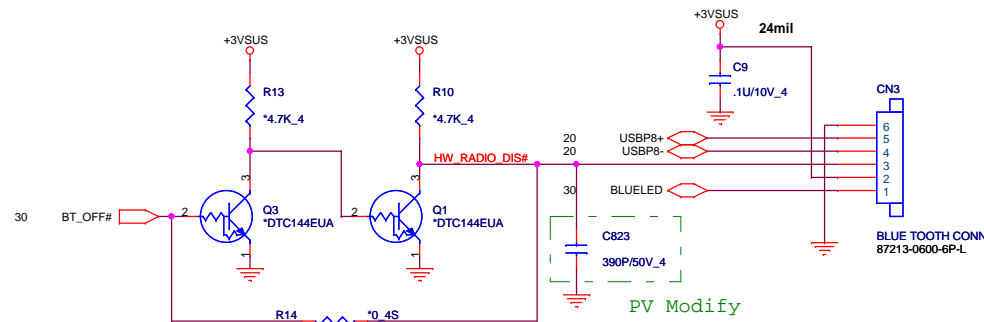 +3VSUS
+3VSUS
+3VSUS
24mil
R13
*4.7K_4
R10
*4.7K_4
C9
.1U/10V_4
CN3
HW_RADIO_DIS#
20 USBP8+
20 USBP8-
30 BLUELED
6
5
4
3
2
1
3
3
30 BT_OFF#
2
Q3
*DTC144EUA
1
2
Q1
*DTC144EUA
1
C823
390P/50V_4
BLUE TOOTH CONN
87213-0600-6P-L
PV Modify
R14 *0_4S